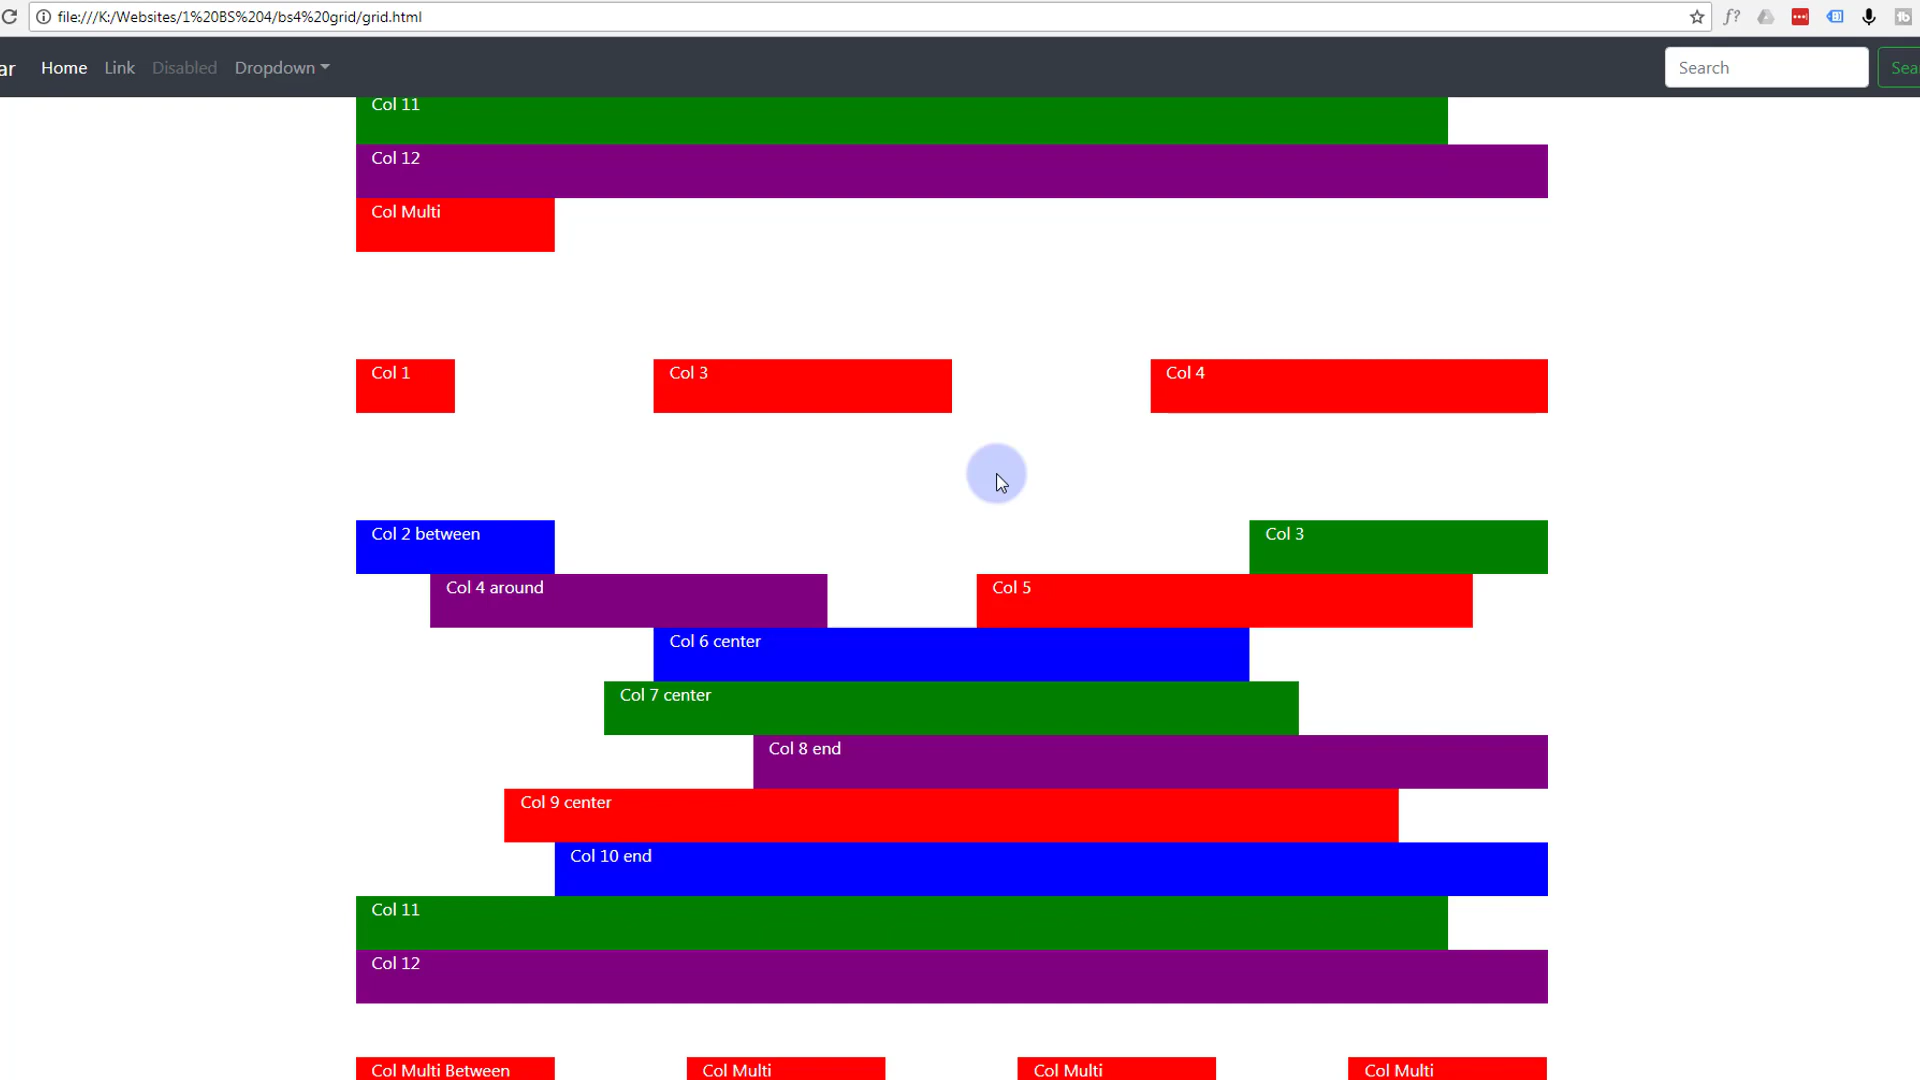 file:///K:/Websites/1%20BS%204/bs4%20grid/grid.html
ar Home Link Disabled Dropdown Search Sea
Col 11
Col 12
Col Multi
Col 1 Col 3 Col 4
Col 2 between Col 3
Col 4 around Col 5
Col 6 center
Col 7 center
Col 8 end
Col 9 center
Col 10 end
Col 11
Col 12
Col Multi Between Col Multi Col Multi Col Multi